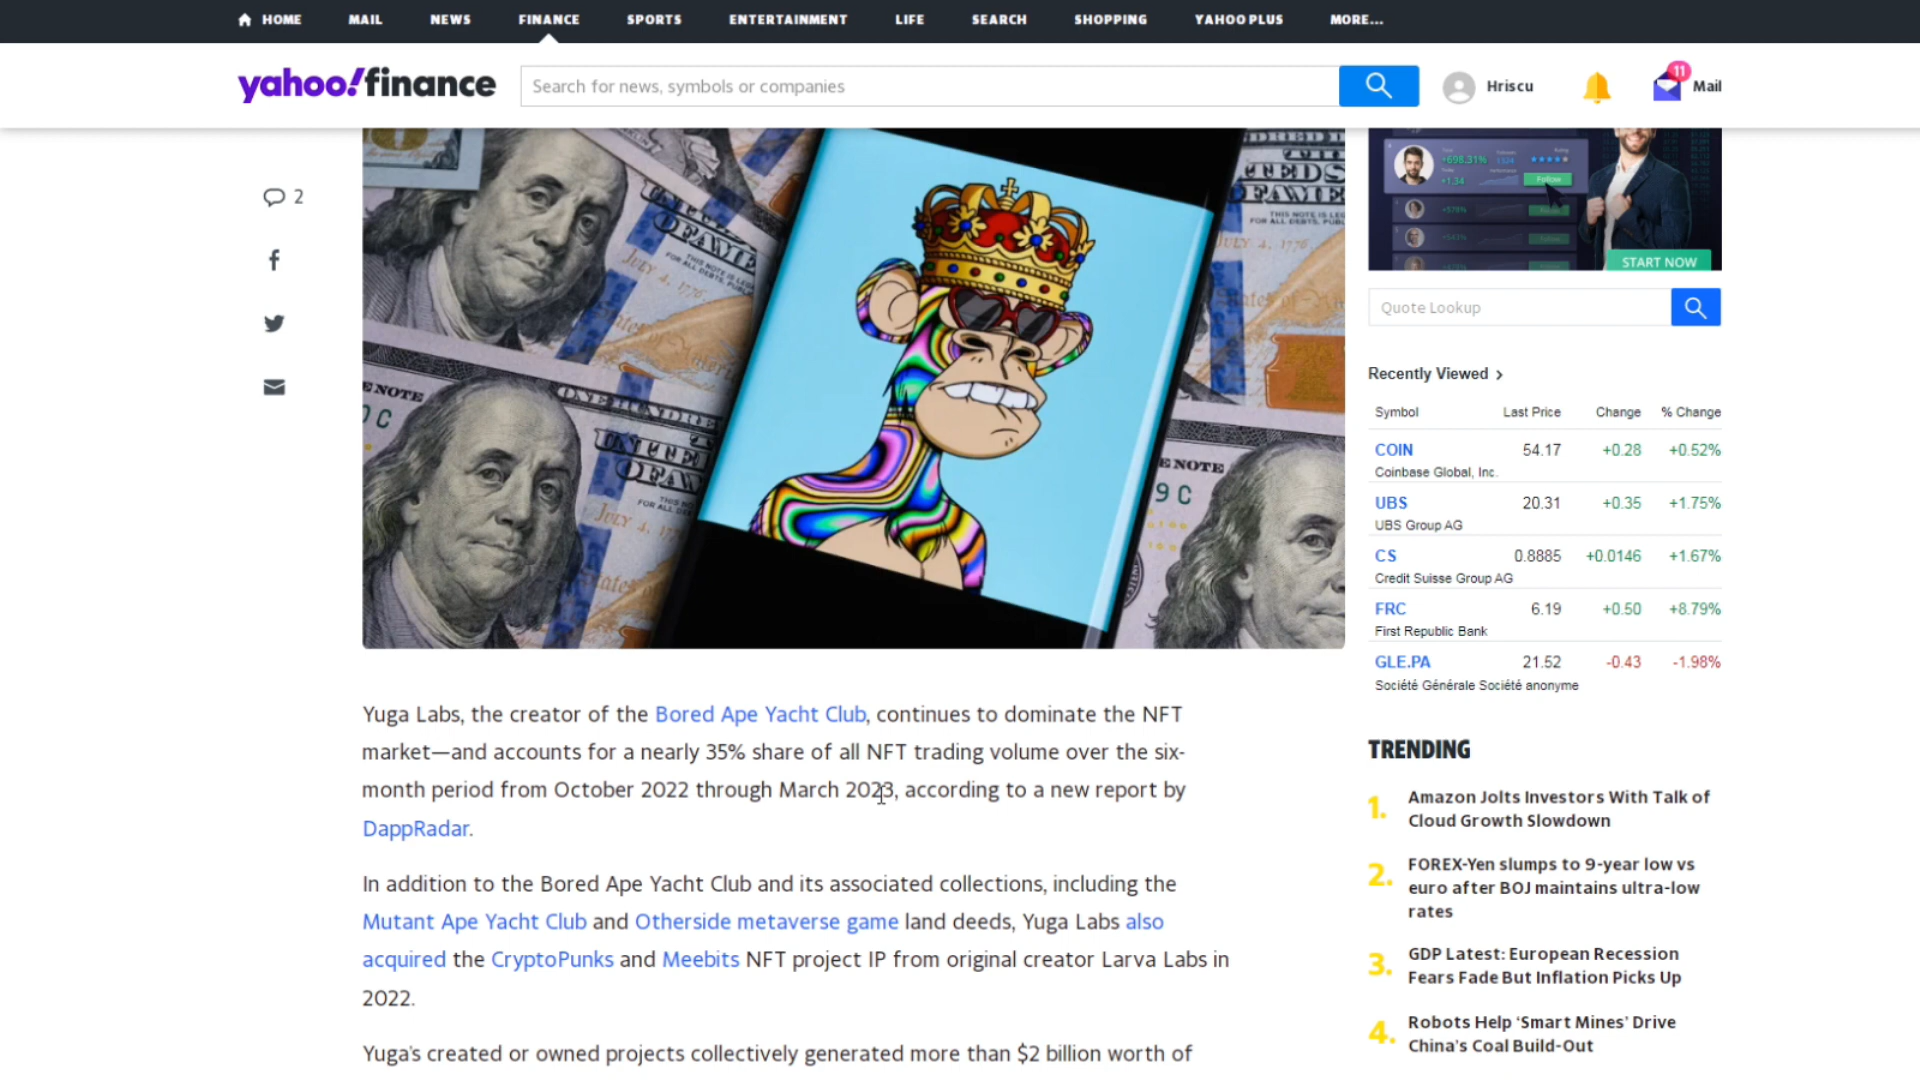 HOME MAIL NEWS FINANCE SPORTS ENTERTAINMENT LIFE SEARCH SHOPPING YAHOO PLUS MORE...
yahoo!finance
Search for news, symbols or companies
Hriscu
11
Mail
2
+698.31%
+1.34
Follow
START NOW
Quote Lookup
Recently Viewed
Symbol Last Price Change % Change
COIN 54.17 +0.28 +0.52%
Coinbase Global, Inc.
UBS 20.31 +0.35 +1.75%
UBS Group AG
CS 0.8885 +0.0146 +1.67%
Credit Suisse Group AG
FRC 6.19 +0.50 +8.79%
First Republic Bank
GLE.PA 21.52 -0.43 -1.98%
Société Générale Société anonyme
Yuga Labs, the creator of the Bored Ape Yacht Club, continues to dominate the NFT
market—and accounts for a nearly 35% share of all NFT trading volume over the six-
month period from October 2022 through March 2023, according to a new report by
DappRadar.
In addition to the Bored Ape Yacht Club and its associated collections, including the
Mutant Ape Yacht Club and Otherside metaverse game land deeds, Yuga Labs also
acquired the CryptoPunks and Meebits NFT project IP from original creator Larva Labs in
2022.
Yuga's created or owned projects collectively generated more than $2 billion worth of
TRENDING
1. Amazon Jolts Investors With Talk of
Cloud Growth Slowdown
2. FOREX-Yen slumps to 9-year low vs
euro after BOJ maintains ultra-low
rates
3. GDP Latest: European Recession
Fears Fade But Inflation Picks Up
4. Robots Help ‘Smart Mines’ Drive
China's Coal Build-Out